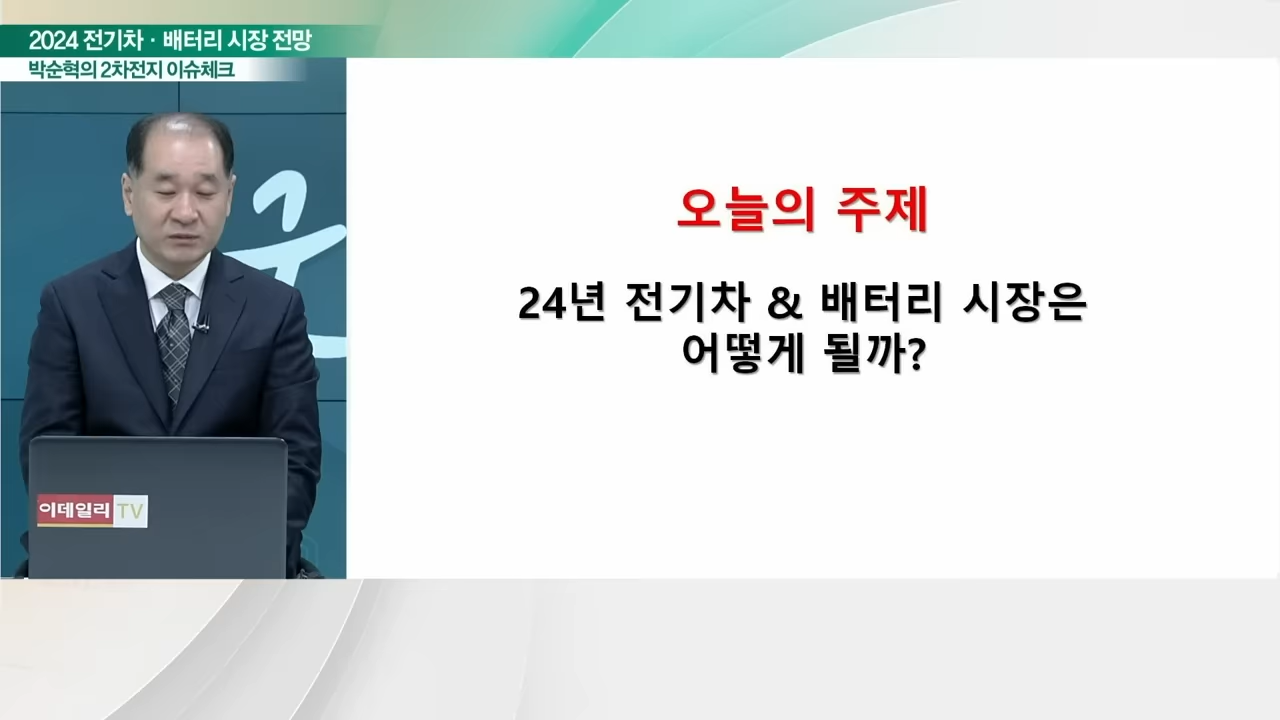 2024 전기차 · 배터리 시장 전망
박순혁의 2차전지 이슈체크
오늘의 주제
24년 전기차 & 배터리 시장은
어떻게 될까?
이데일리 TV